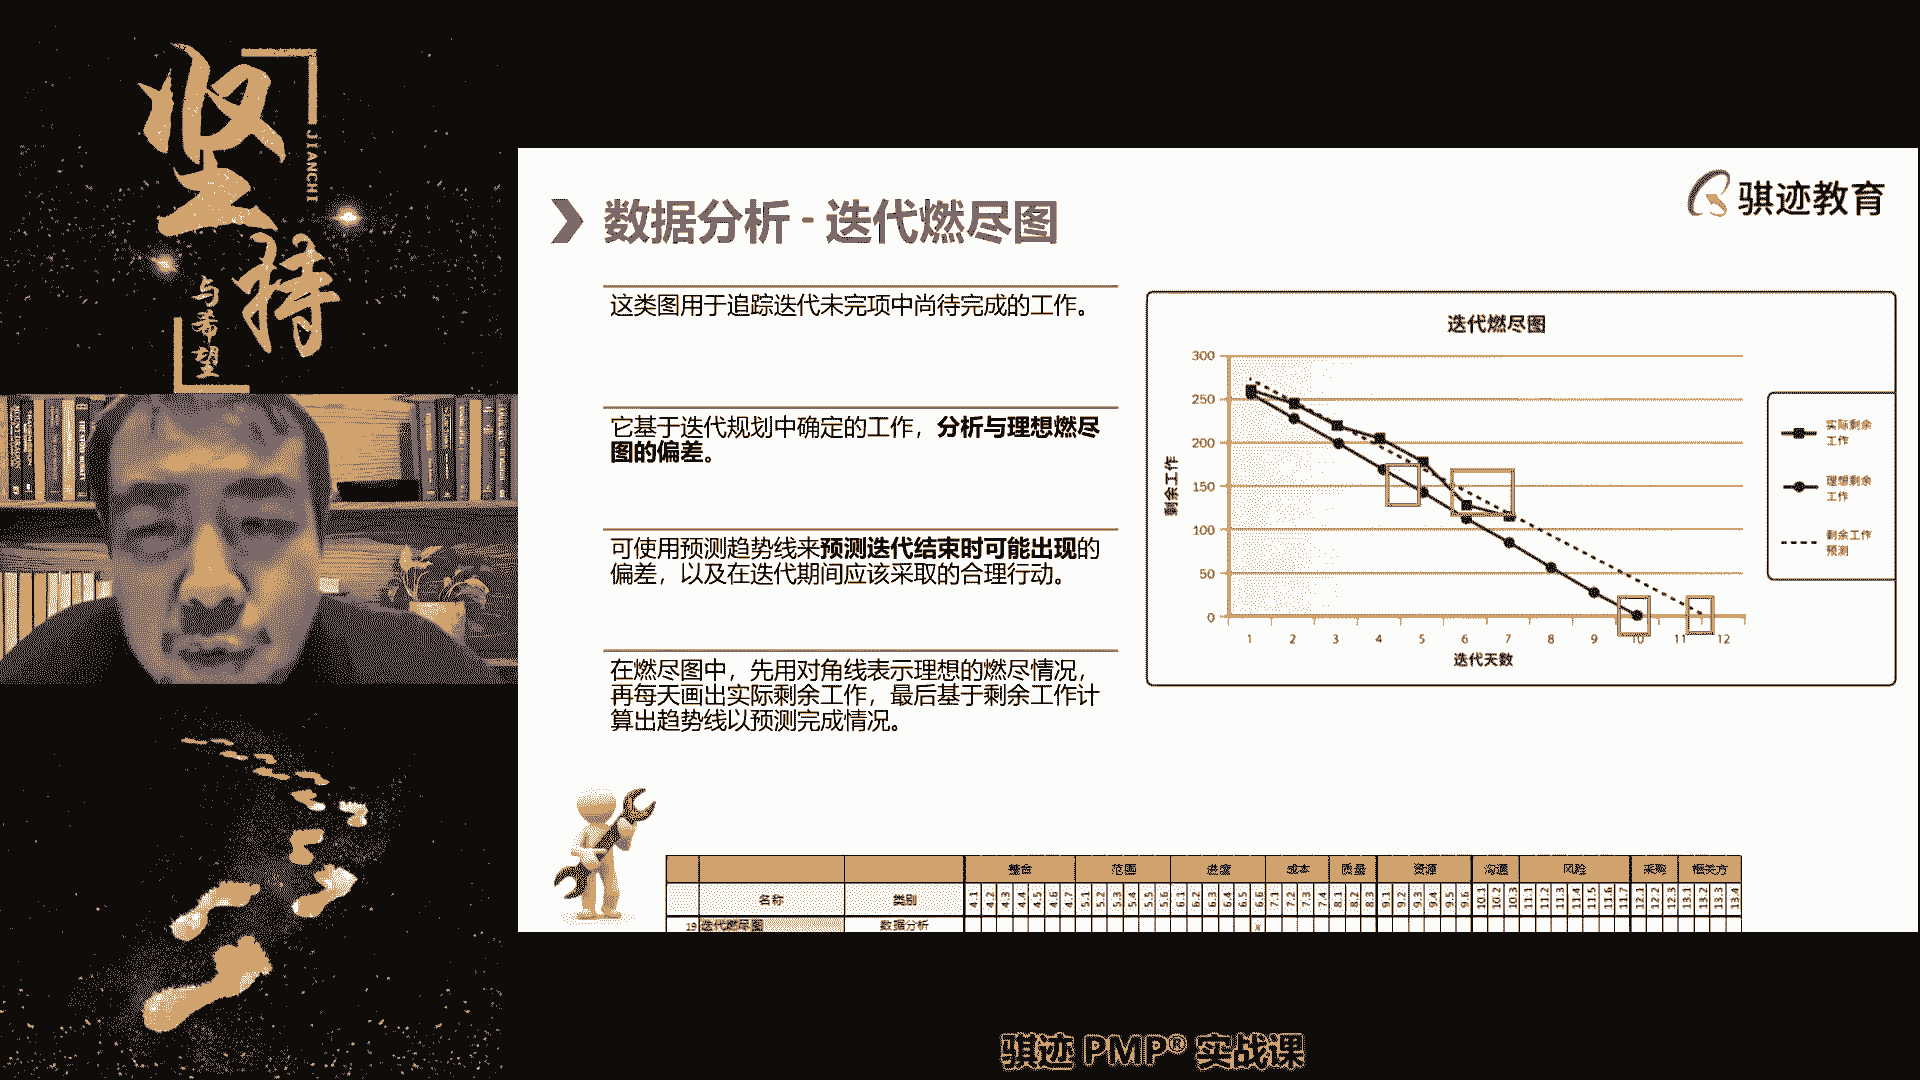 坚持
JIANCHI
与希望
骐迹教育
数据分析 - 迭代燃尽图
这类图用于追踪迭代未完项中尚待完成的工作。
它基于迭代规划中确定的工作，分析与理想燃尽
图的偏差。
可使用预测趋势线来预测迭代结束时可能出现的
偏差，以及在迭代期间应该采取的合理行动。
在燃尽图中，先用对角线表示理想的燃尽情况，
再每天画出实际剩余工作，最后基于剩余工作计
算出趋势线以预测完成情况。
迭代燃尽图
300
250
200
150
100
50
0
剩余工作
1 2 3 4 5 6 7 8 9 10 11 12
迭代天数
实际剩余
工作
理想剩余
工作
剩余工作
预测
整合 范围 进度 成本 质量 资源 沟通 风险 采购 相关方
名称 类别 4.1 4.2 4.3 4.4 4.5 4.6 4.7 5.1 5.2 5.3 5.4 5.5 5.6 6.1 6.2 6.3 6.4 6.5 6.6 7.1 7.2 7.3 7.4 8.1 8.2 8.3 9.1 9.2 9.3 9.4 9.5 9.6 10.1 10.2 10.3 11.1 11.2 11.3 11.4 11.5 11.6 11.7 12.1 12.2 12.3 13.1 13.2 13.3 13.4
19 迭代燃尽图 数据分析 x
骐迹 PMP® 实战课